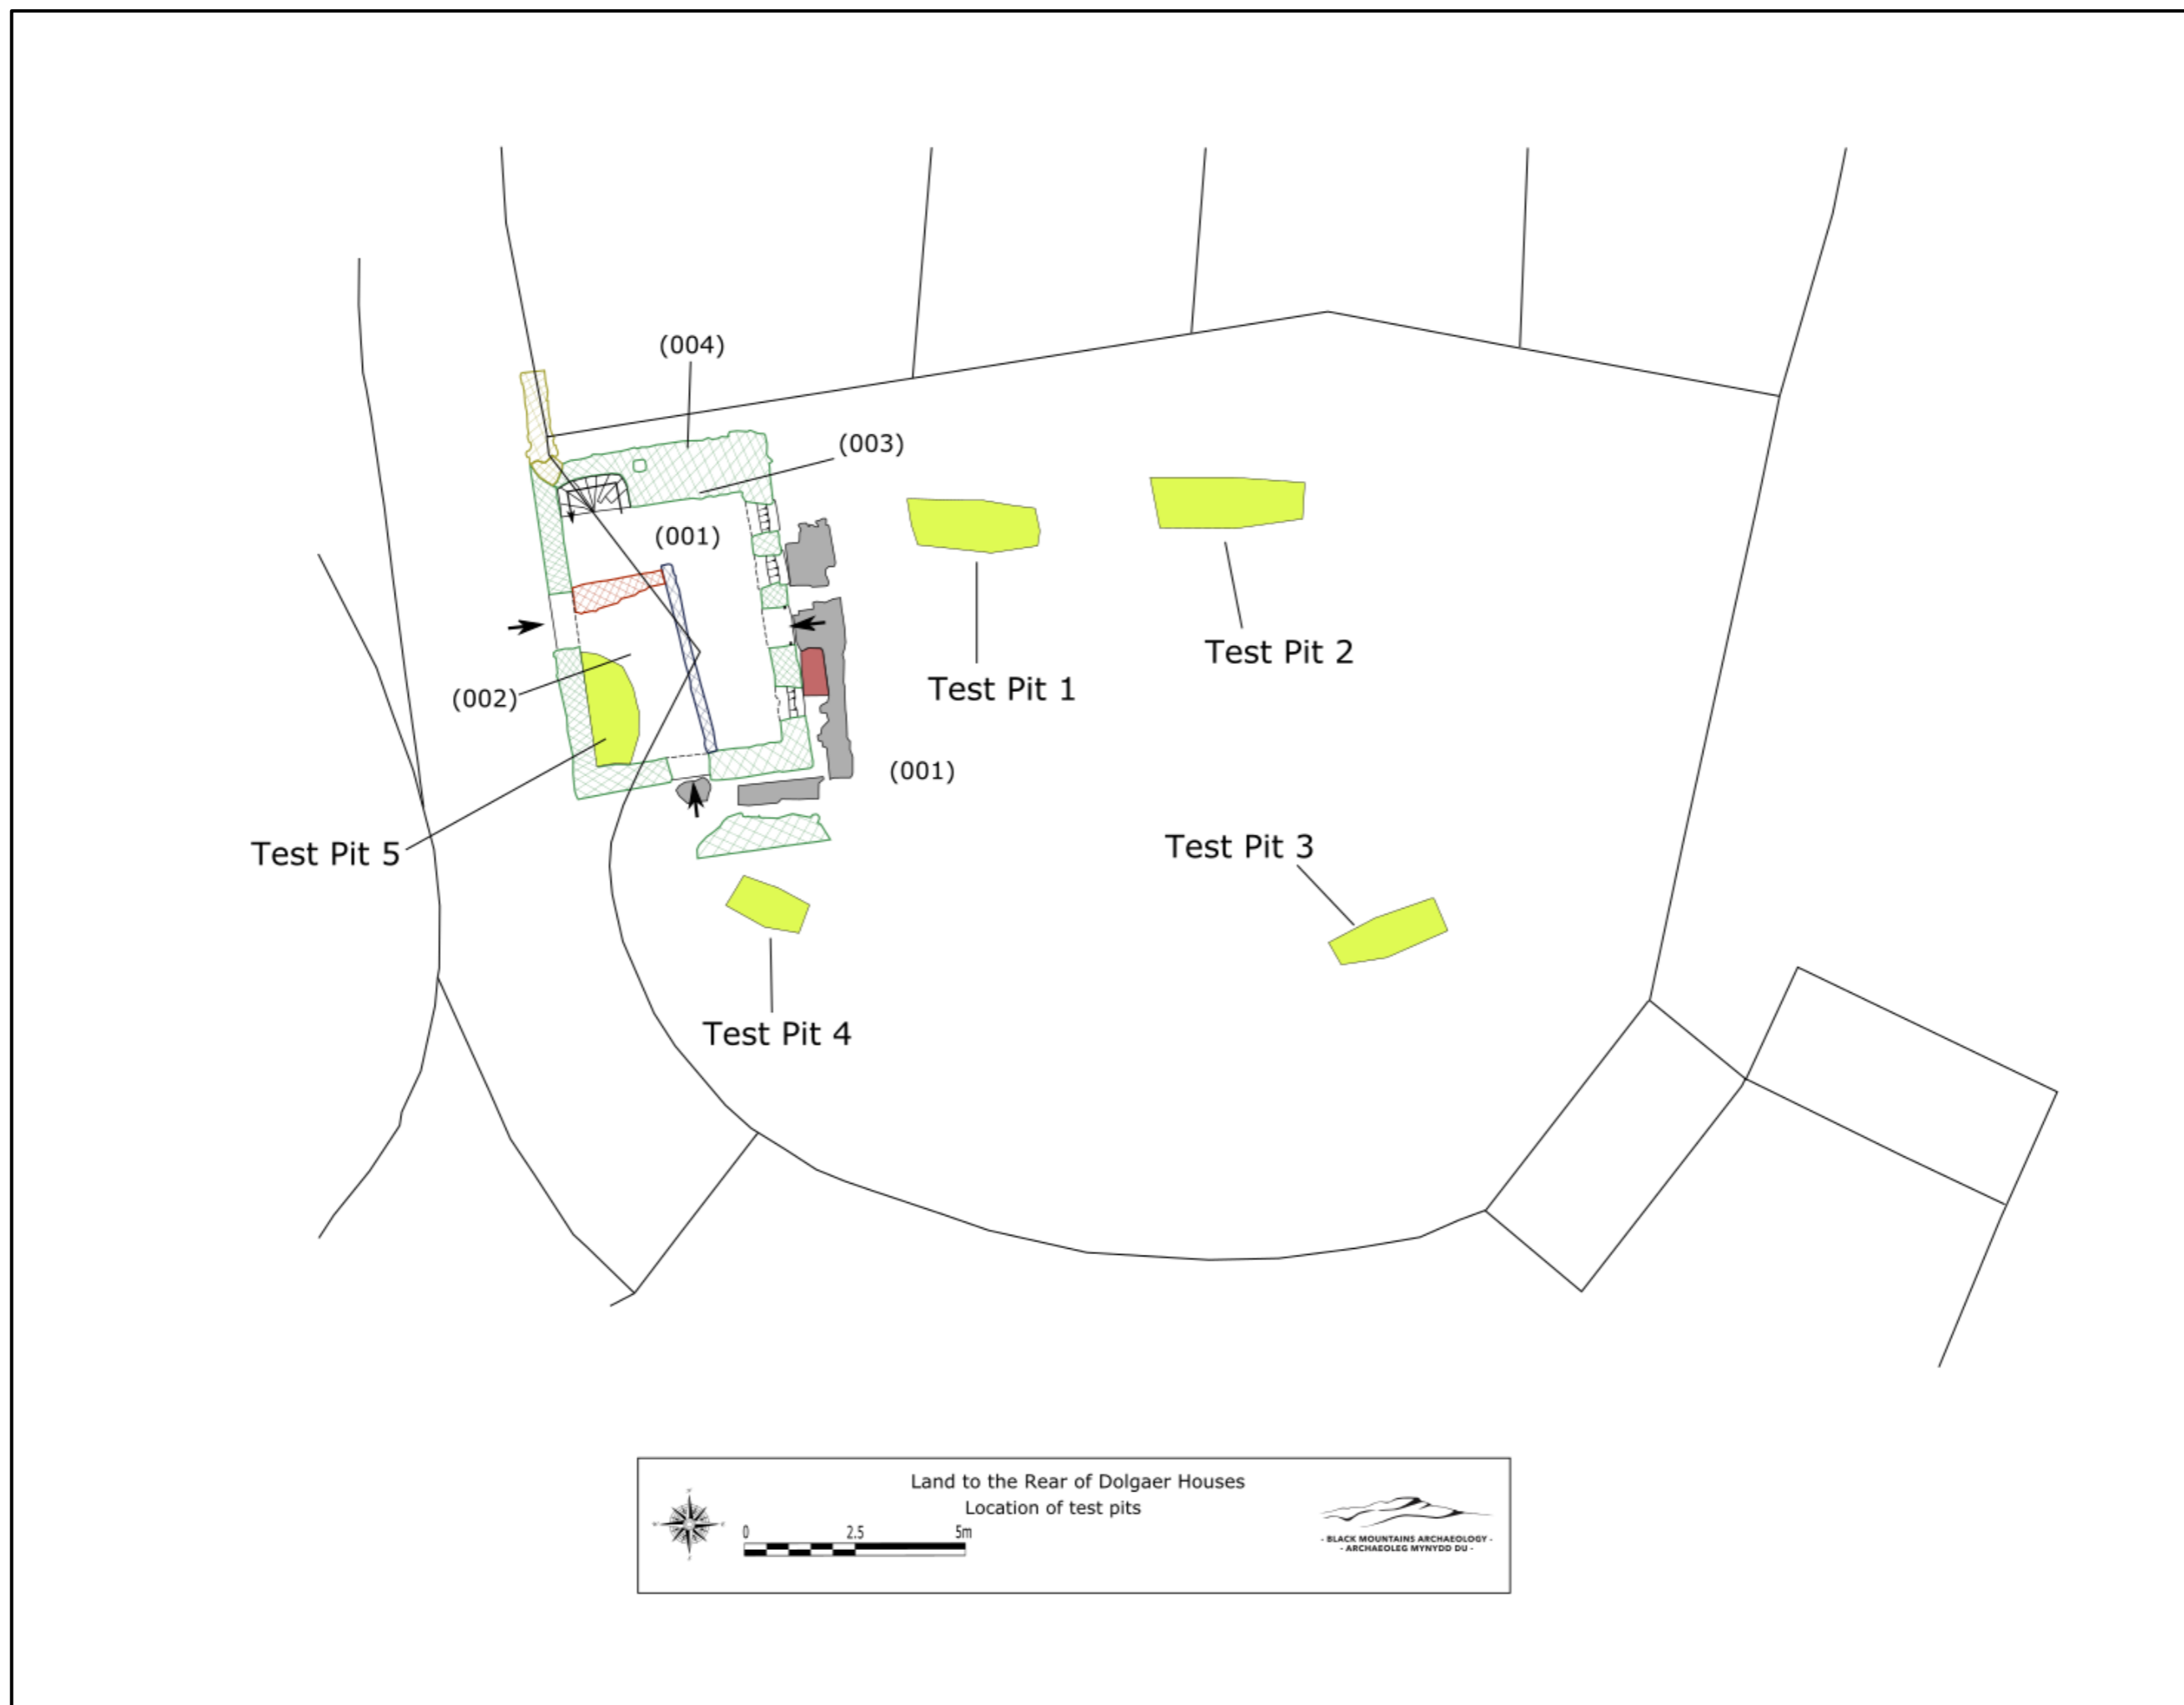 (004)
(003)
(001)
(002)
Test Pit 2
Test Pit 1
(001)
Test Pit 5
Test Pit 3
Test Pit 4
Land to the Rear of Dolgaer Houses
Location of test pits
0 2.5 5m
- BLACK MOUNTAINS ARCHAEOLOGY -
- ARCHAEOLEG MYNYDD DU -